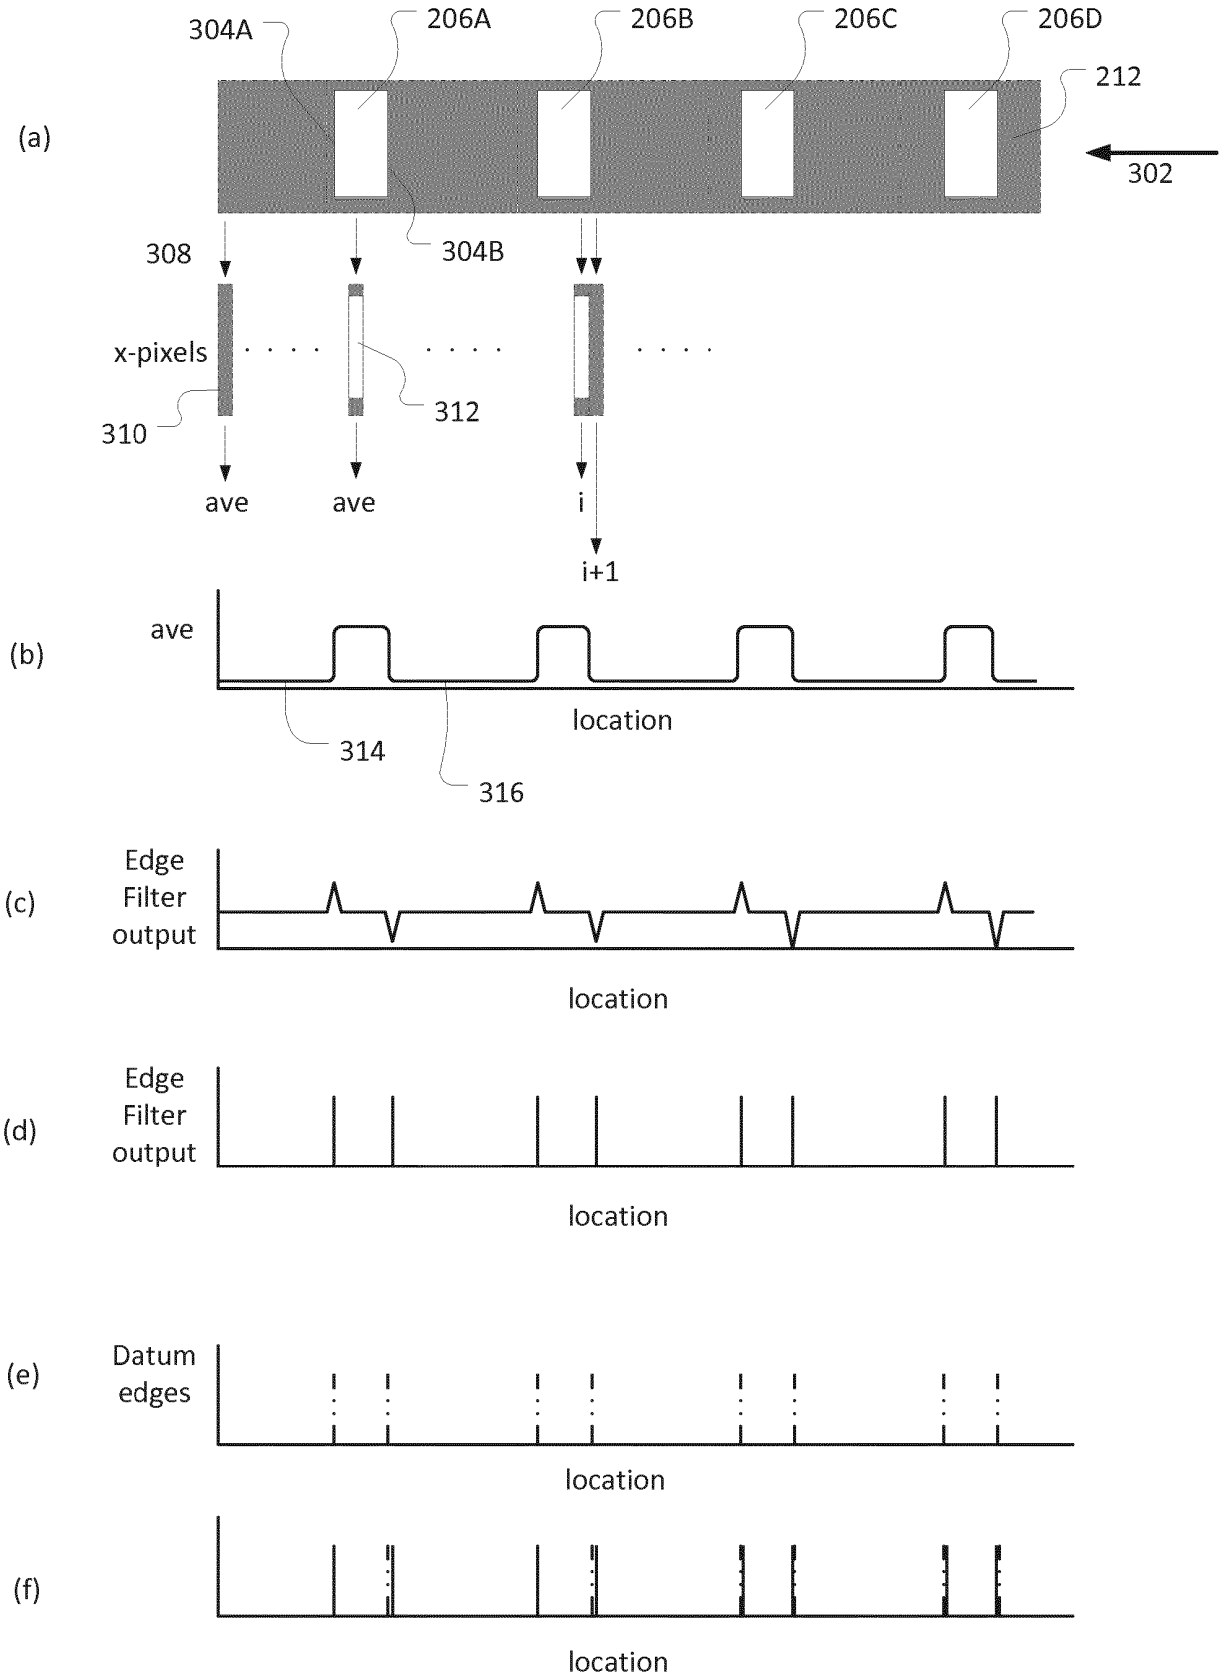 304A
206A
206B
206C
206D
212
(a)
302
308
304B
x-pixels
312
310
ave
ave
i
i+1
(b)
ave
location
314
316
(c)
Edge
Filter
output
location
(d)
Edge
Filter
output
location
(e)
Datum
edges
location
(f)
location